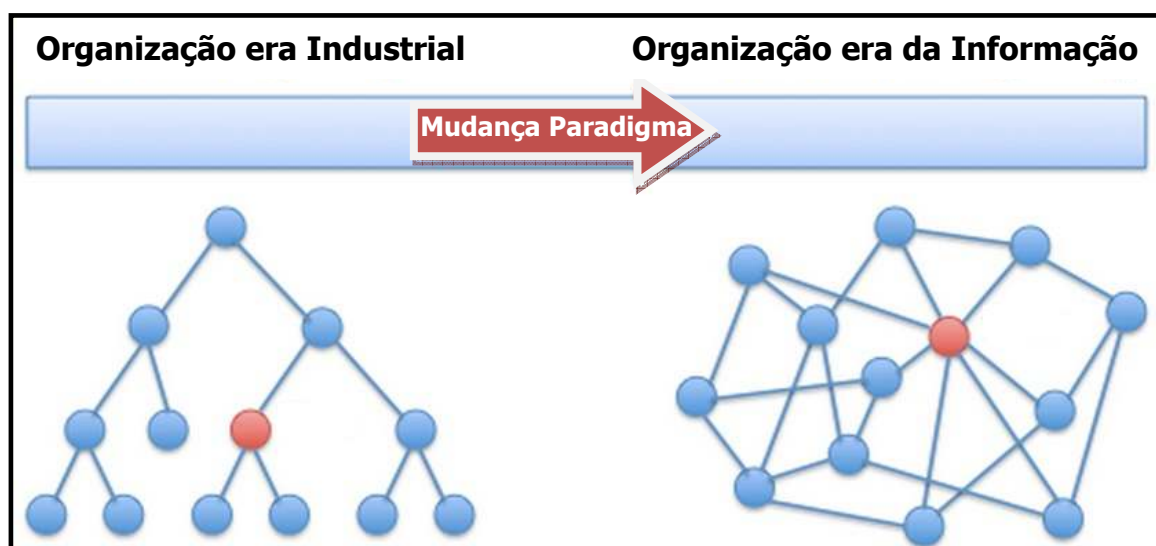 Organização era Industrial
Organização era da Informação
Mudança Paradigma